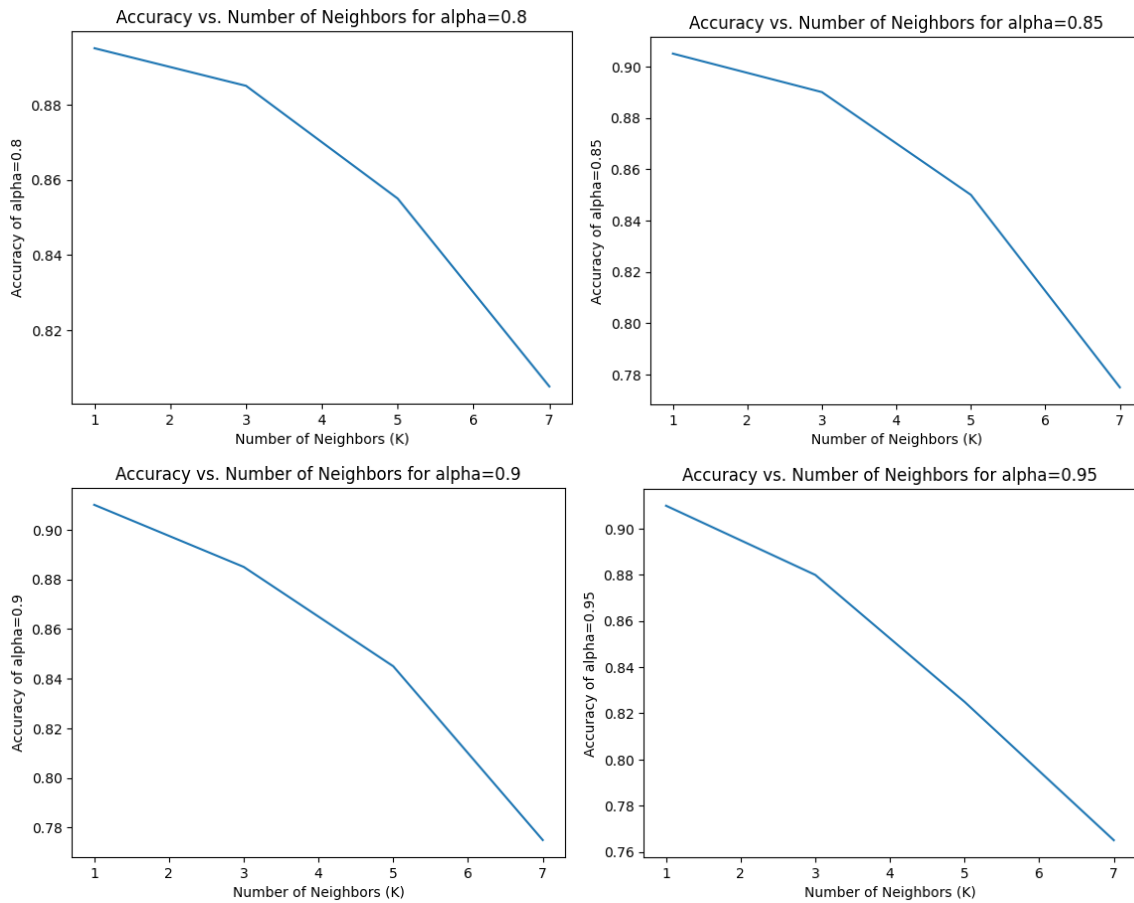 Accuracy vs. Number of Neighbors for alpha=0.8
Accuracy of alpha=0.8
0.88
0.86
0.84
0.82
1 2 3 4 5 6 7
Number of Neighbors (K)
Accuracy vs. Number of Neighbors for alpha=0.85
Accuracy of alpha=0.85
0.90
0.88
0.86
0.84
0.82
0.80
0.78
1 2 3 4 5 6 7
Number of Neighbors (K)
Accuracy vs. Number of Neighbors for alpha=0.9
Accuracy of alpha=0.9
0.90
0.88
0.86
0.84
0.82
0.80
0.78
1 2 3 4 5 6 7
Number of Neighbors (K)
Accuracy vs. Number of Neighbors for alpha=0.95
Accuracy of alpha=0.95
0.90
0.88
0.86
0.84
0.82
0.80
0.78
0.76
1 2 3 4 5 6 7
Number of Neighbors (K)